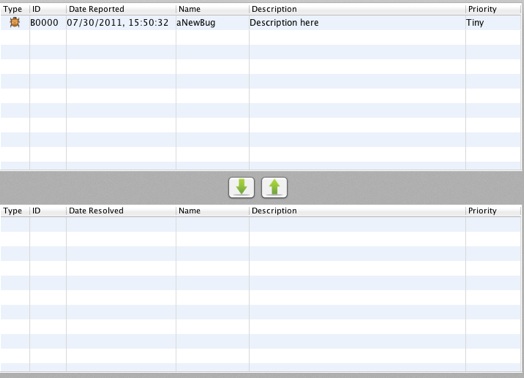 Type ID Date Reported Name Description Priority
B0000 07/30/2011, 15:50:32 aNewBug Description here Tiny
Type ID Date Resolved Name Description Priority